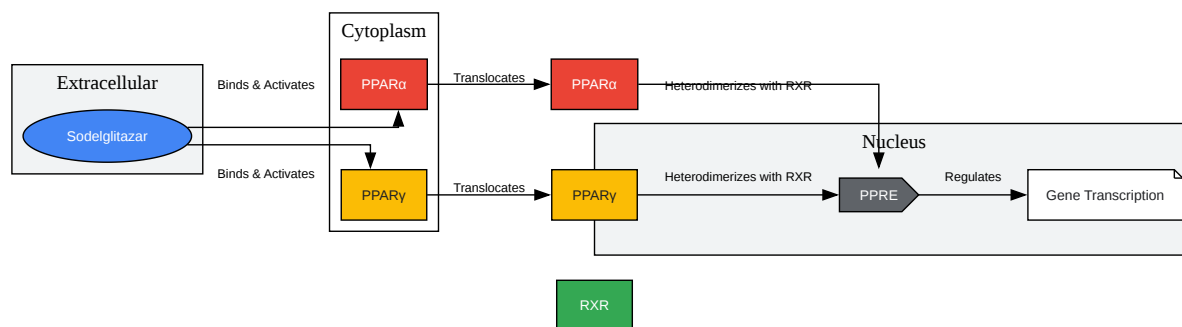 Cytoplasm
Extracellular
Binds & Activates
PPARα
Translocates
PPARα
Heterodimerizes with RXR
Sodelglitazar
Nucleus
Binds & Activates
PPARγ
Translocates
PPARγ
Heterodimerizes with RXR
PPRE
Regulates
Gene Transcription
RXR